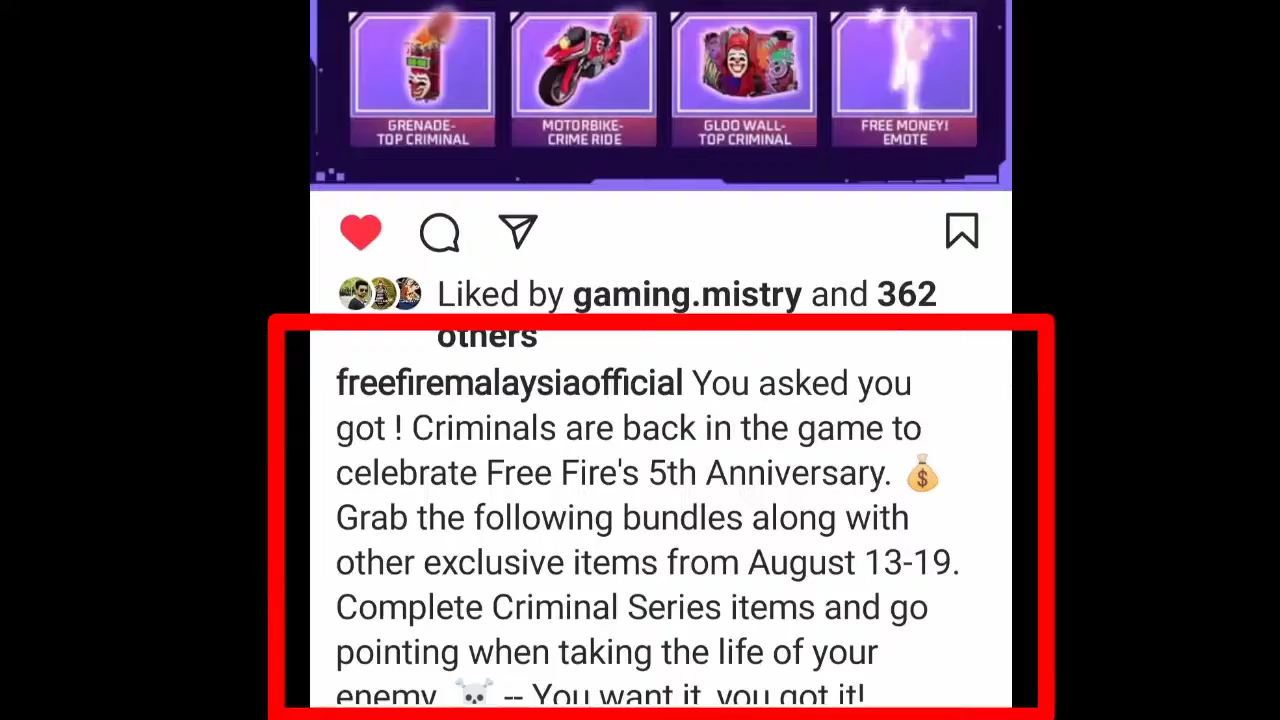 GRENADE-
TOP CRIMINAL
MOTORBIKE-
CRIME RIDE
GLOO WALL-
TOP CRIMINAL
FREE MONEY!
EMOTE
Liked by gaming.mistry and 362
others
freefiremalaysiaofficial You asked you
got ! Criminals are back in the game to
celebrate Free Fire's 5th Anniversary. 💰
Grab the following bundles along with
other exclusive items from August 13-19.
Complete Criminal Series items and go
pointing when taking the life of your
enemy ☠️ -- You want it, you got it!